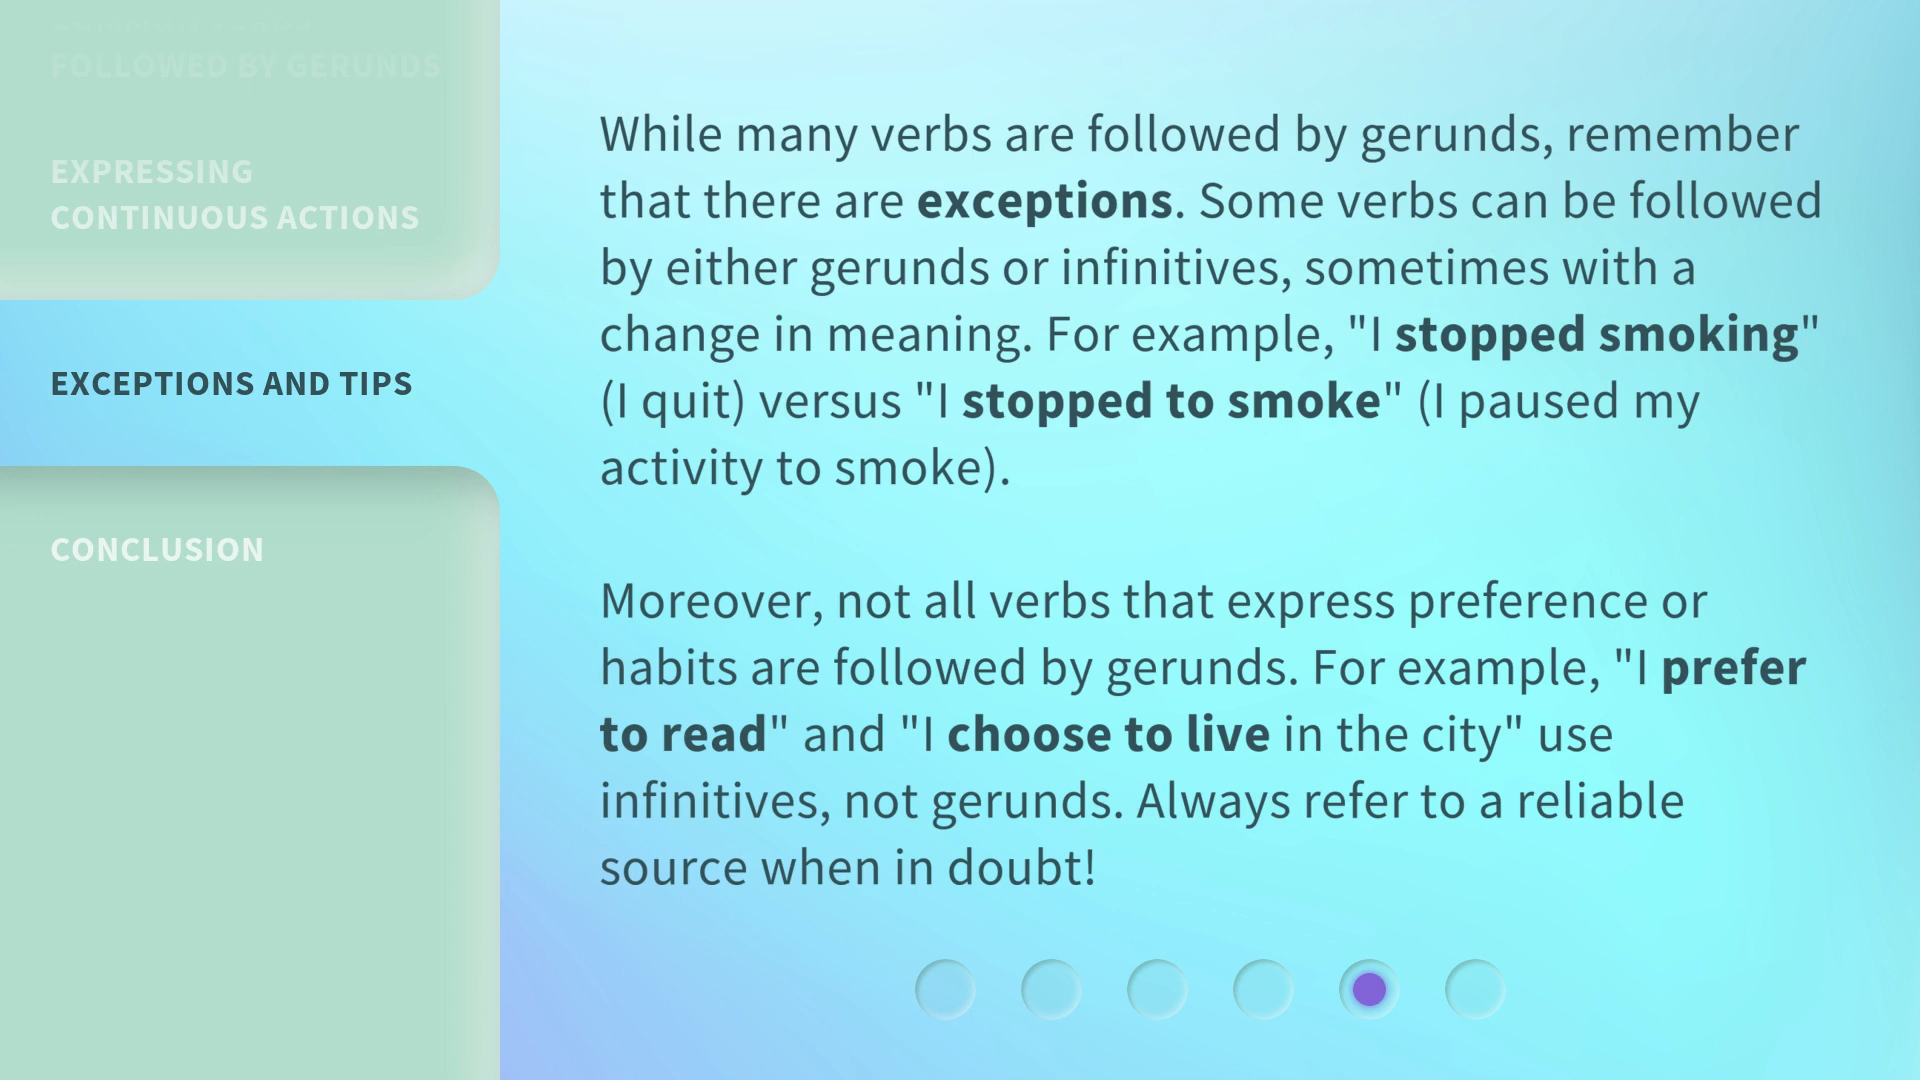 FOLLOWED BY GERUNDS
EXPRESSING
CONTINUOUS ACTIONS
EXCEPTIONS AND TIPS
CONCLUSION
While many verbs are followed by gerunds, remember
that there are exceptions. Some verbs can be followed
by either gerunds or infinitives, sometimes with a
change in meaning. For example, "I stopped smoking"
(I quit) versus "I stopped to smoke" (I paused my
activity to smoke).
Moreover, not all verbs that express preference or
habits are followed by gerunds. For example, "I prefer
to read" and "I choose to live in the city" use
infinitives, not gerunds. Always refer to a reliable
source when in doubt!